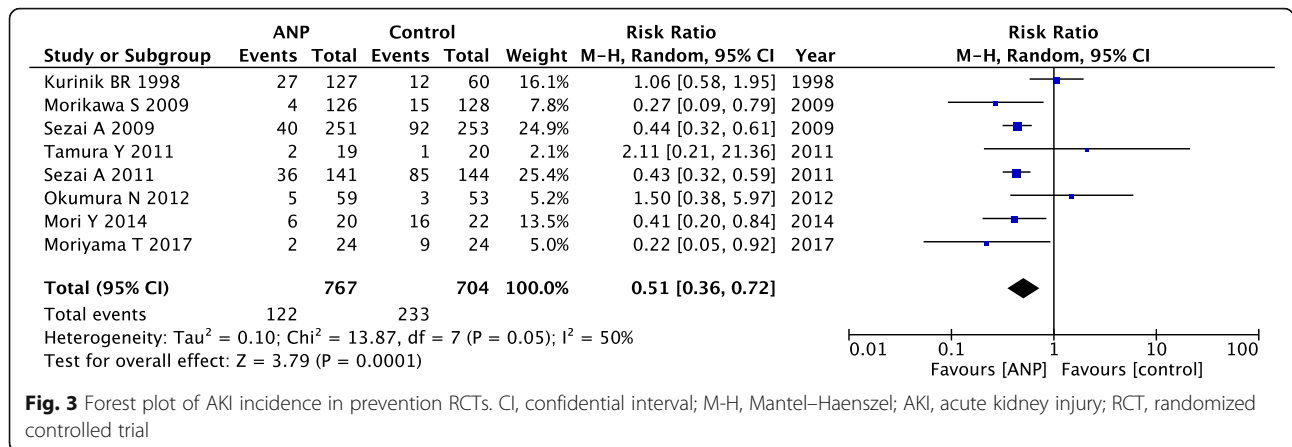 ANP Control Risk Ratio Risk Ratio
Study or Subgroup Events Total Events Total Weight M-H, Random, 95% CI Year M-H, Random, 95% CI
Kurinik BR 1998 27 127 12 60 16.1% 1.06 [0.58, 1.95] 1998
Morikawa S 2009 4 126 15 128 7.8% 0.27 [0.09, 0.79] 2009
Sezai A 2009 40 251 92 253 24.9% 0.44 [0.32, 0.61] 2009
Tamura Y 2011 2 19 1 20 2.1% 2.11 [0.21, 21.36] 2011
Sezai A 2011 36 141 85 144 25.4% 0.43 [0.32, 0.59] 2011
Okumura N 2012 5 59 3 53 5.2% 1.50 [0.38, 5.97] 2012
Mori Y 2014 6 20 16 22 13.5% 0.41 [0.20, 0.84] 2014
Moriyama T 2017 2 24 9 24 5.0% 0.22 [0.05, 0.92] 2017
Total (95% CI) 767 704 100.0% 0.51 [0.36, 0.72]
Total events 122 233
Heterogeneity: Tau² = 0.10; Chi² = 13.87, df = 7 (P = 0.05); I² = 50%
Test for overall effect: Z = 3.79 (P = 0.0001)
0.01 0.1 1 10 100
Favours [ANP] Favours [control]
Fig. 3 Forest plot of AKI incidence in prevention RCTs. CI, confidential interval; M-H, Mantel–Haenszel; AKI, acute kidney injury; RCT, randomized
controlled trial